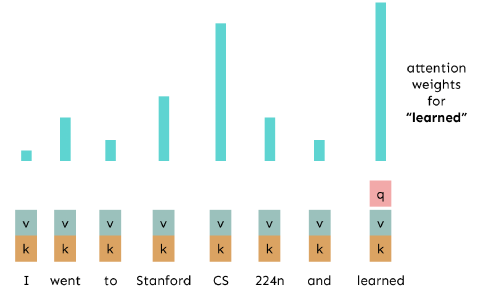 attention
weights
for
“learned”
q
v v v v v v v v
k k k k k k k k
I went to Stanford CS 224n and learned